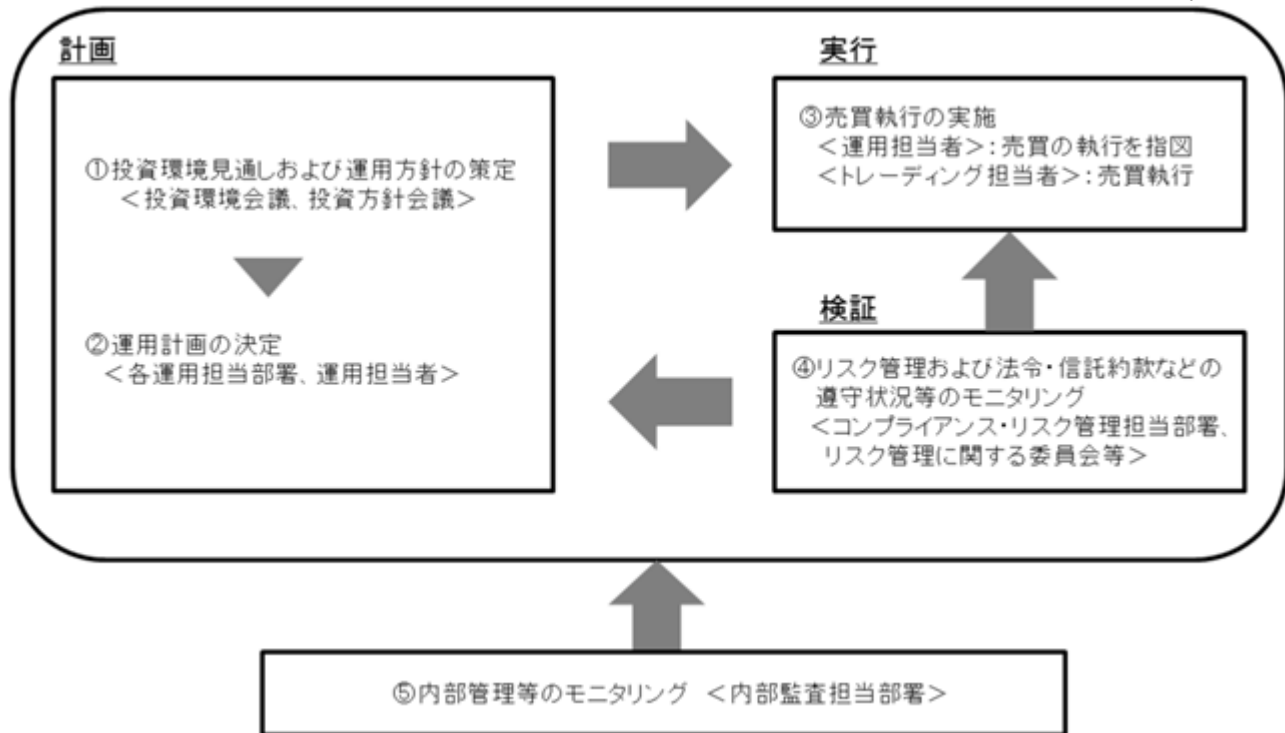 計画
①投資環境見通しおよび運用方針の策定
＜投資環境会議、投資方針会議＞
②運用計画の決定
＜各運用担当部署、運用担当者＞
実行
③売買執行の実施
＜運用担当者＞：売買の執行を指図
＜トレーディング担当者＞：売買執行
検証
④リスク管理および法令・信託約款などの
遵守状況等のモニタリング
＜コンプライアンス・リスク管理担当部署、
リスク管理に関する委員会等＞
⑤内部管理等のモニタリング ＜内部監査担当部署＞